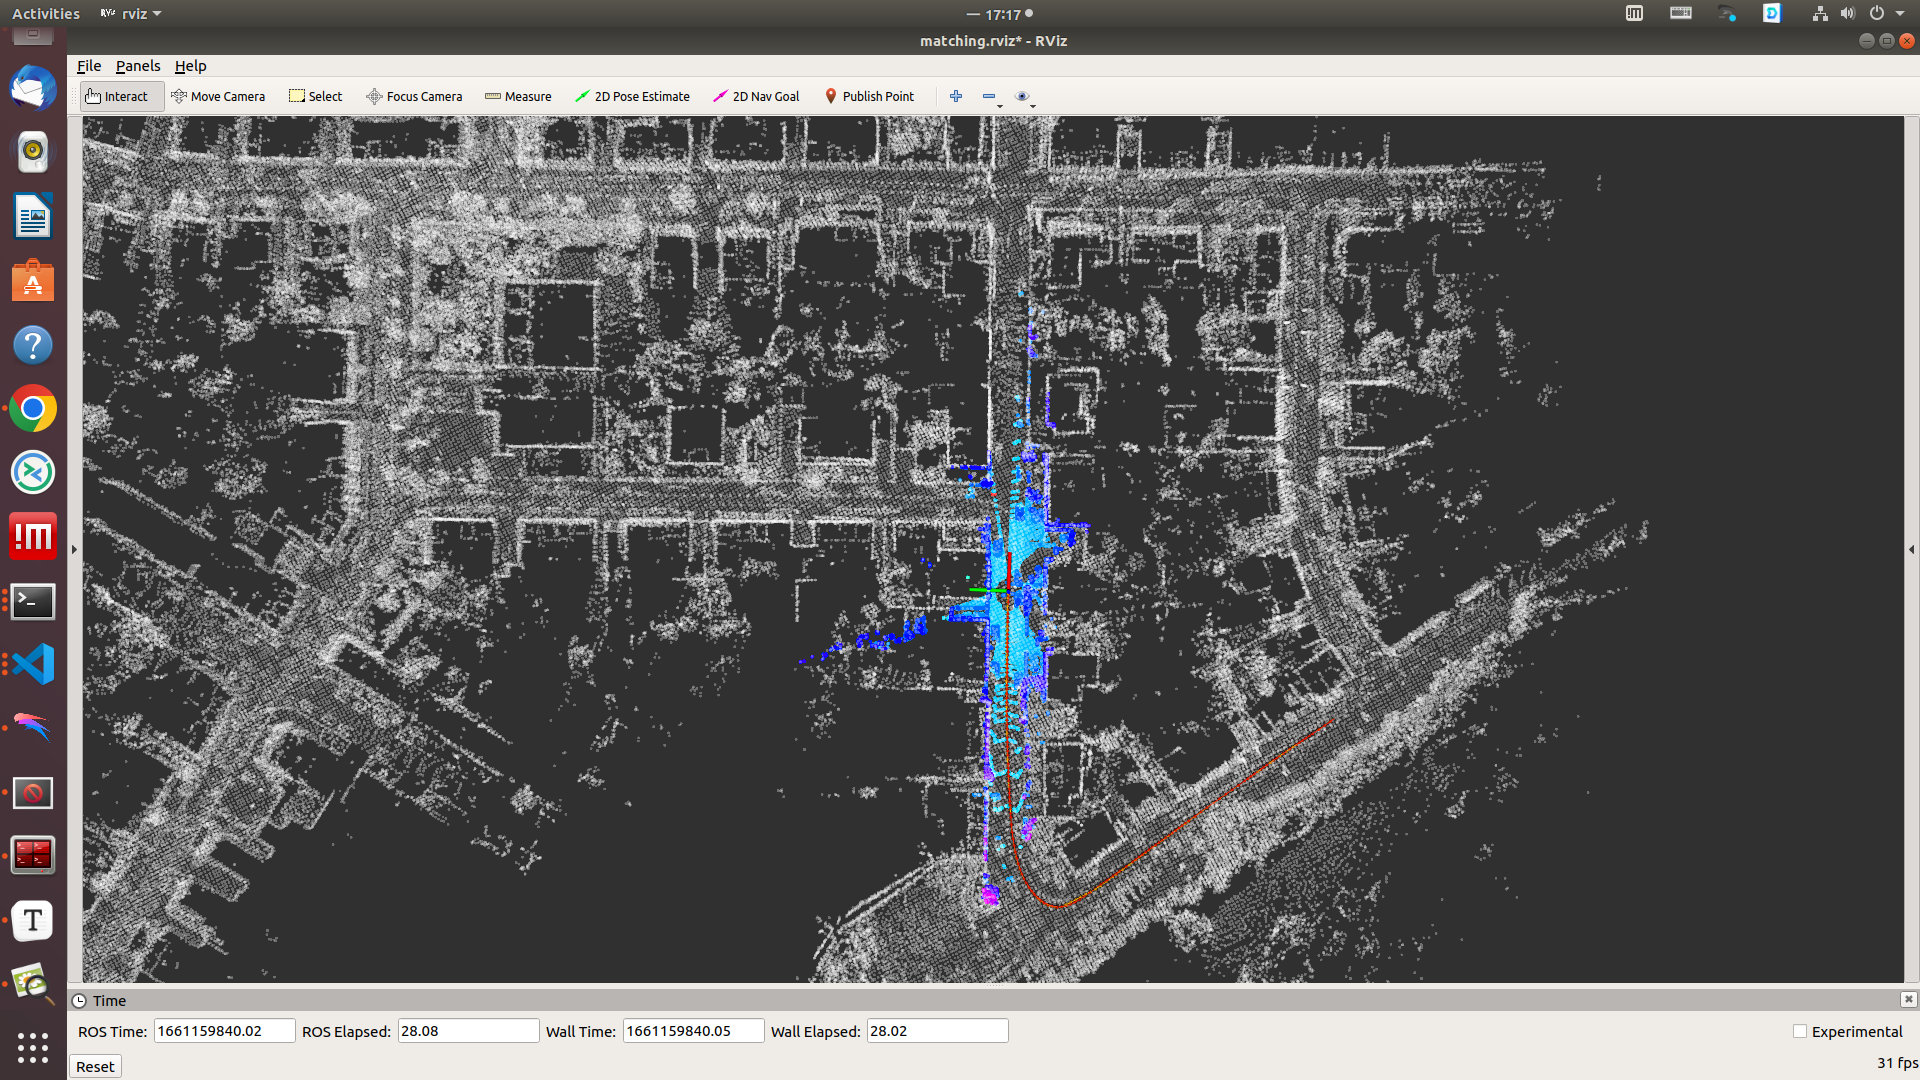 Activities
rviz
17:17
matching.rviz* - RViz
File Panels Help
Interact Move Camera Select Focus Camera Measure 2D Pose Estimate 2D Nav Goal Publish Point
Time
ROS Time: 1661159840.02 ROS Elapsed: 28.08 Wall Time: 1661159840.05 Wall Elapsed: 28.02 Experimental
Reset
31 fps